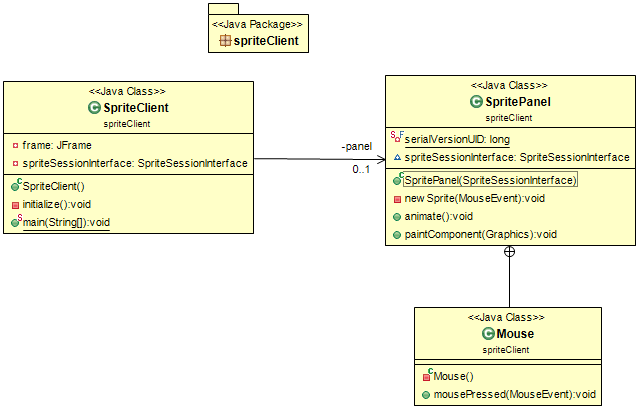 <<Java Package>>
spriteClient
<<Java Class>>
SpriteClient
spriteClient
frame: JFrame
spriteSessionInterface: SpriteSessionInterface
SpriteClient()
initialize():void
main(String[]):void
-panel
0..1
<<Java Class>>
SpritePanel
spriteClient
serialVersionUID: long
spriteSessionInterface: SpriteSessionInterface
SpritePanel(SpriteSessionInterface)
new Sprite(MouseEvent):void
animate():void
paintComponent(Graphics):void
<<Java Class>>
Mouse
spriteClient
Mouse()
mousePressed(MouseEvent):void